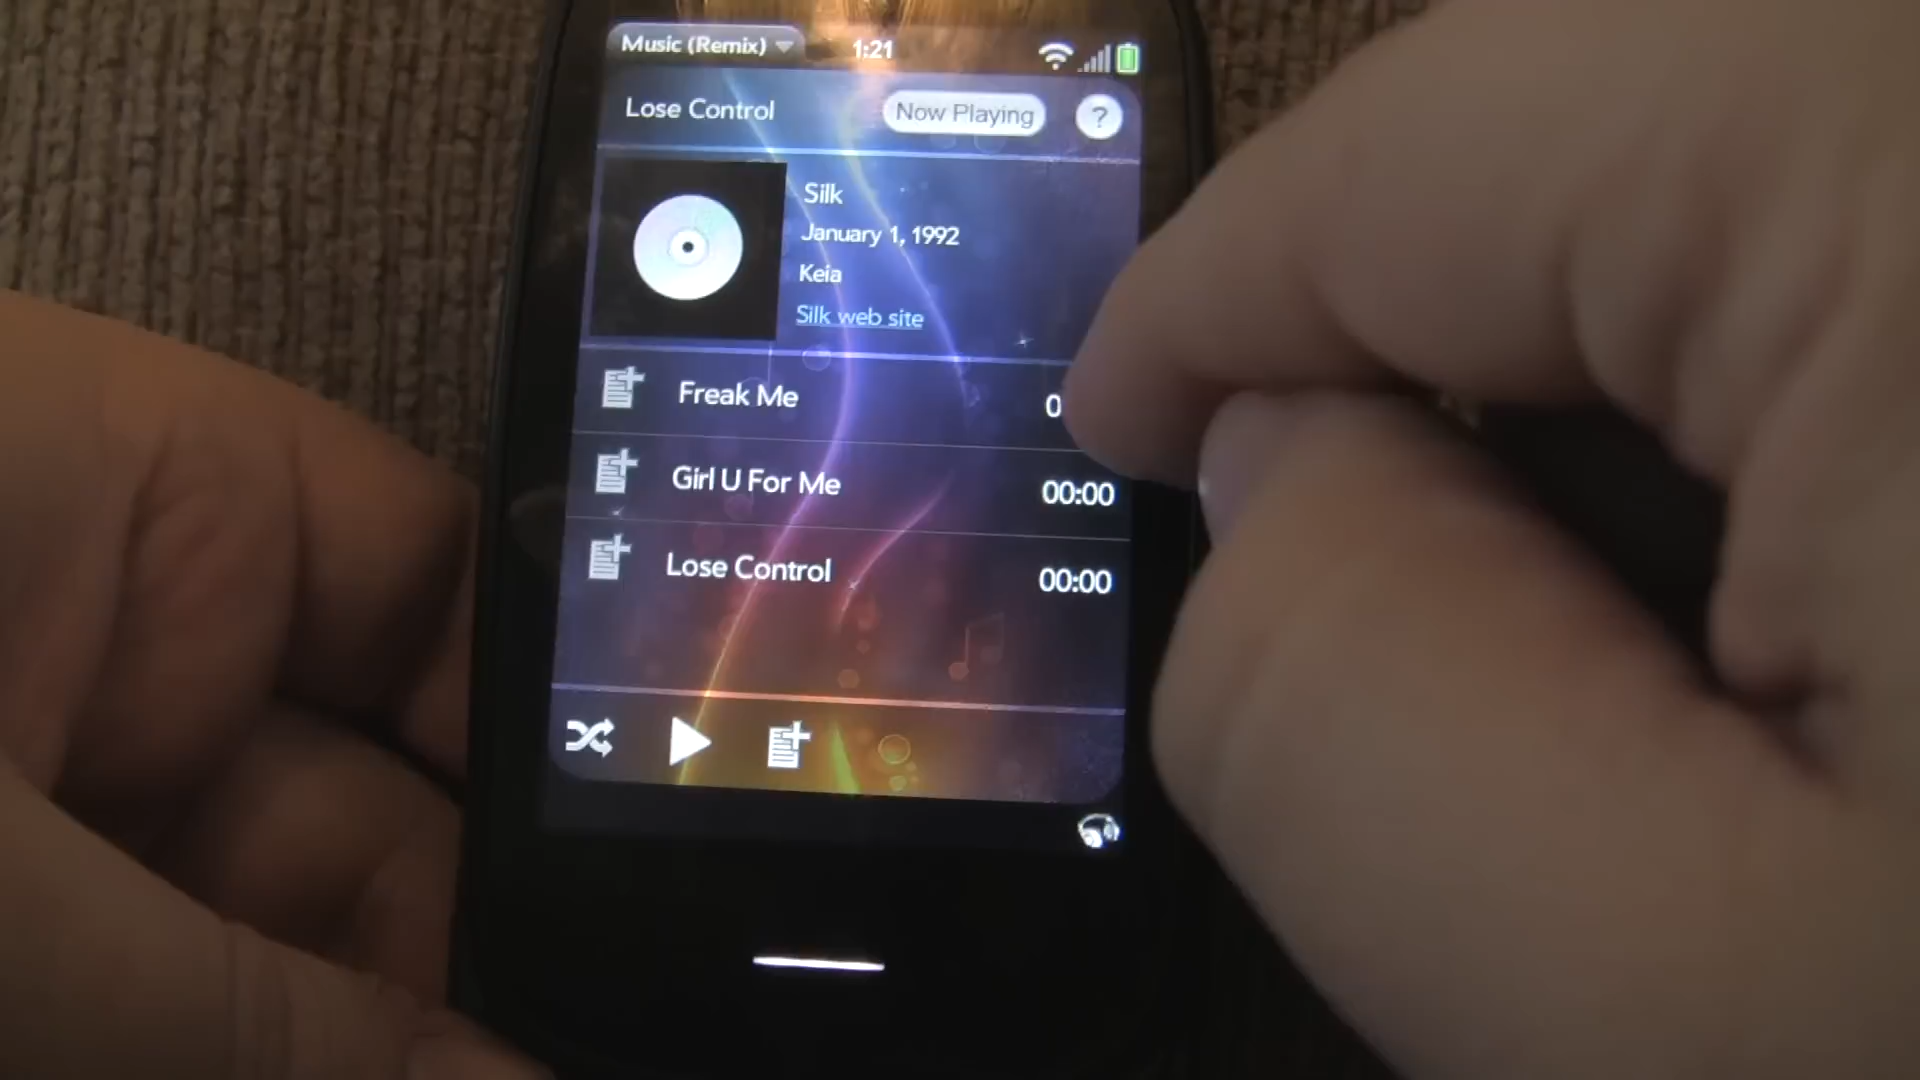 Music (Remix) 1:21
Lose Control Now Playing ?
Silk
January 1, 1992
Keia
Silk web site
Freak Me 0
Girl U For Me 00:00
Lose Control 00:00